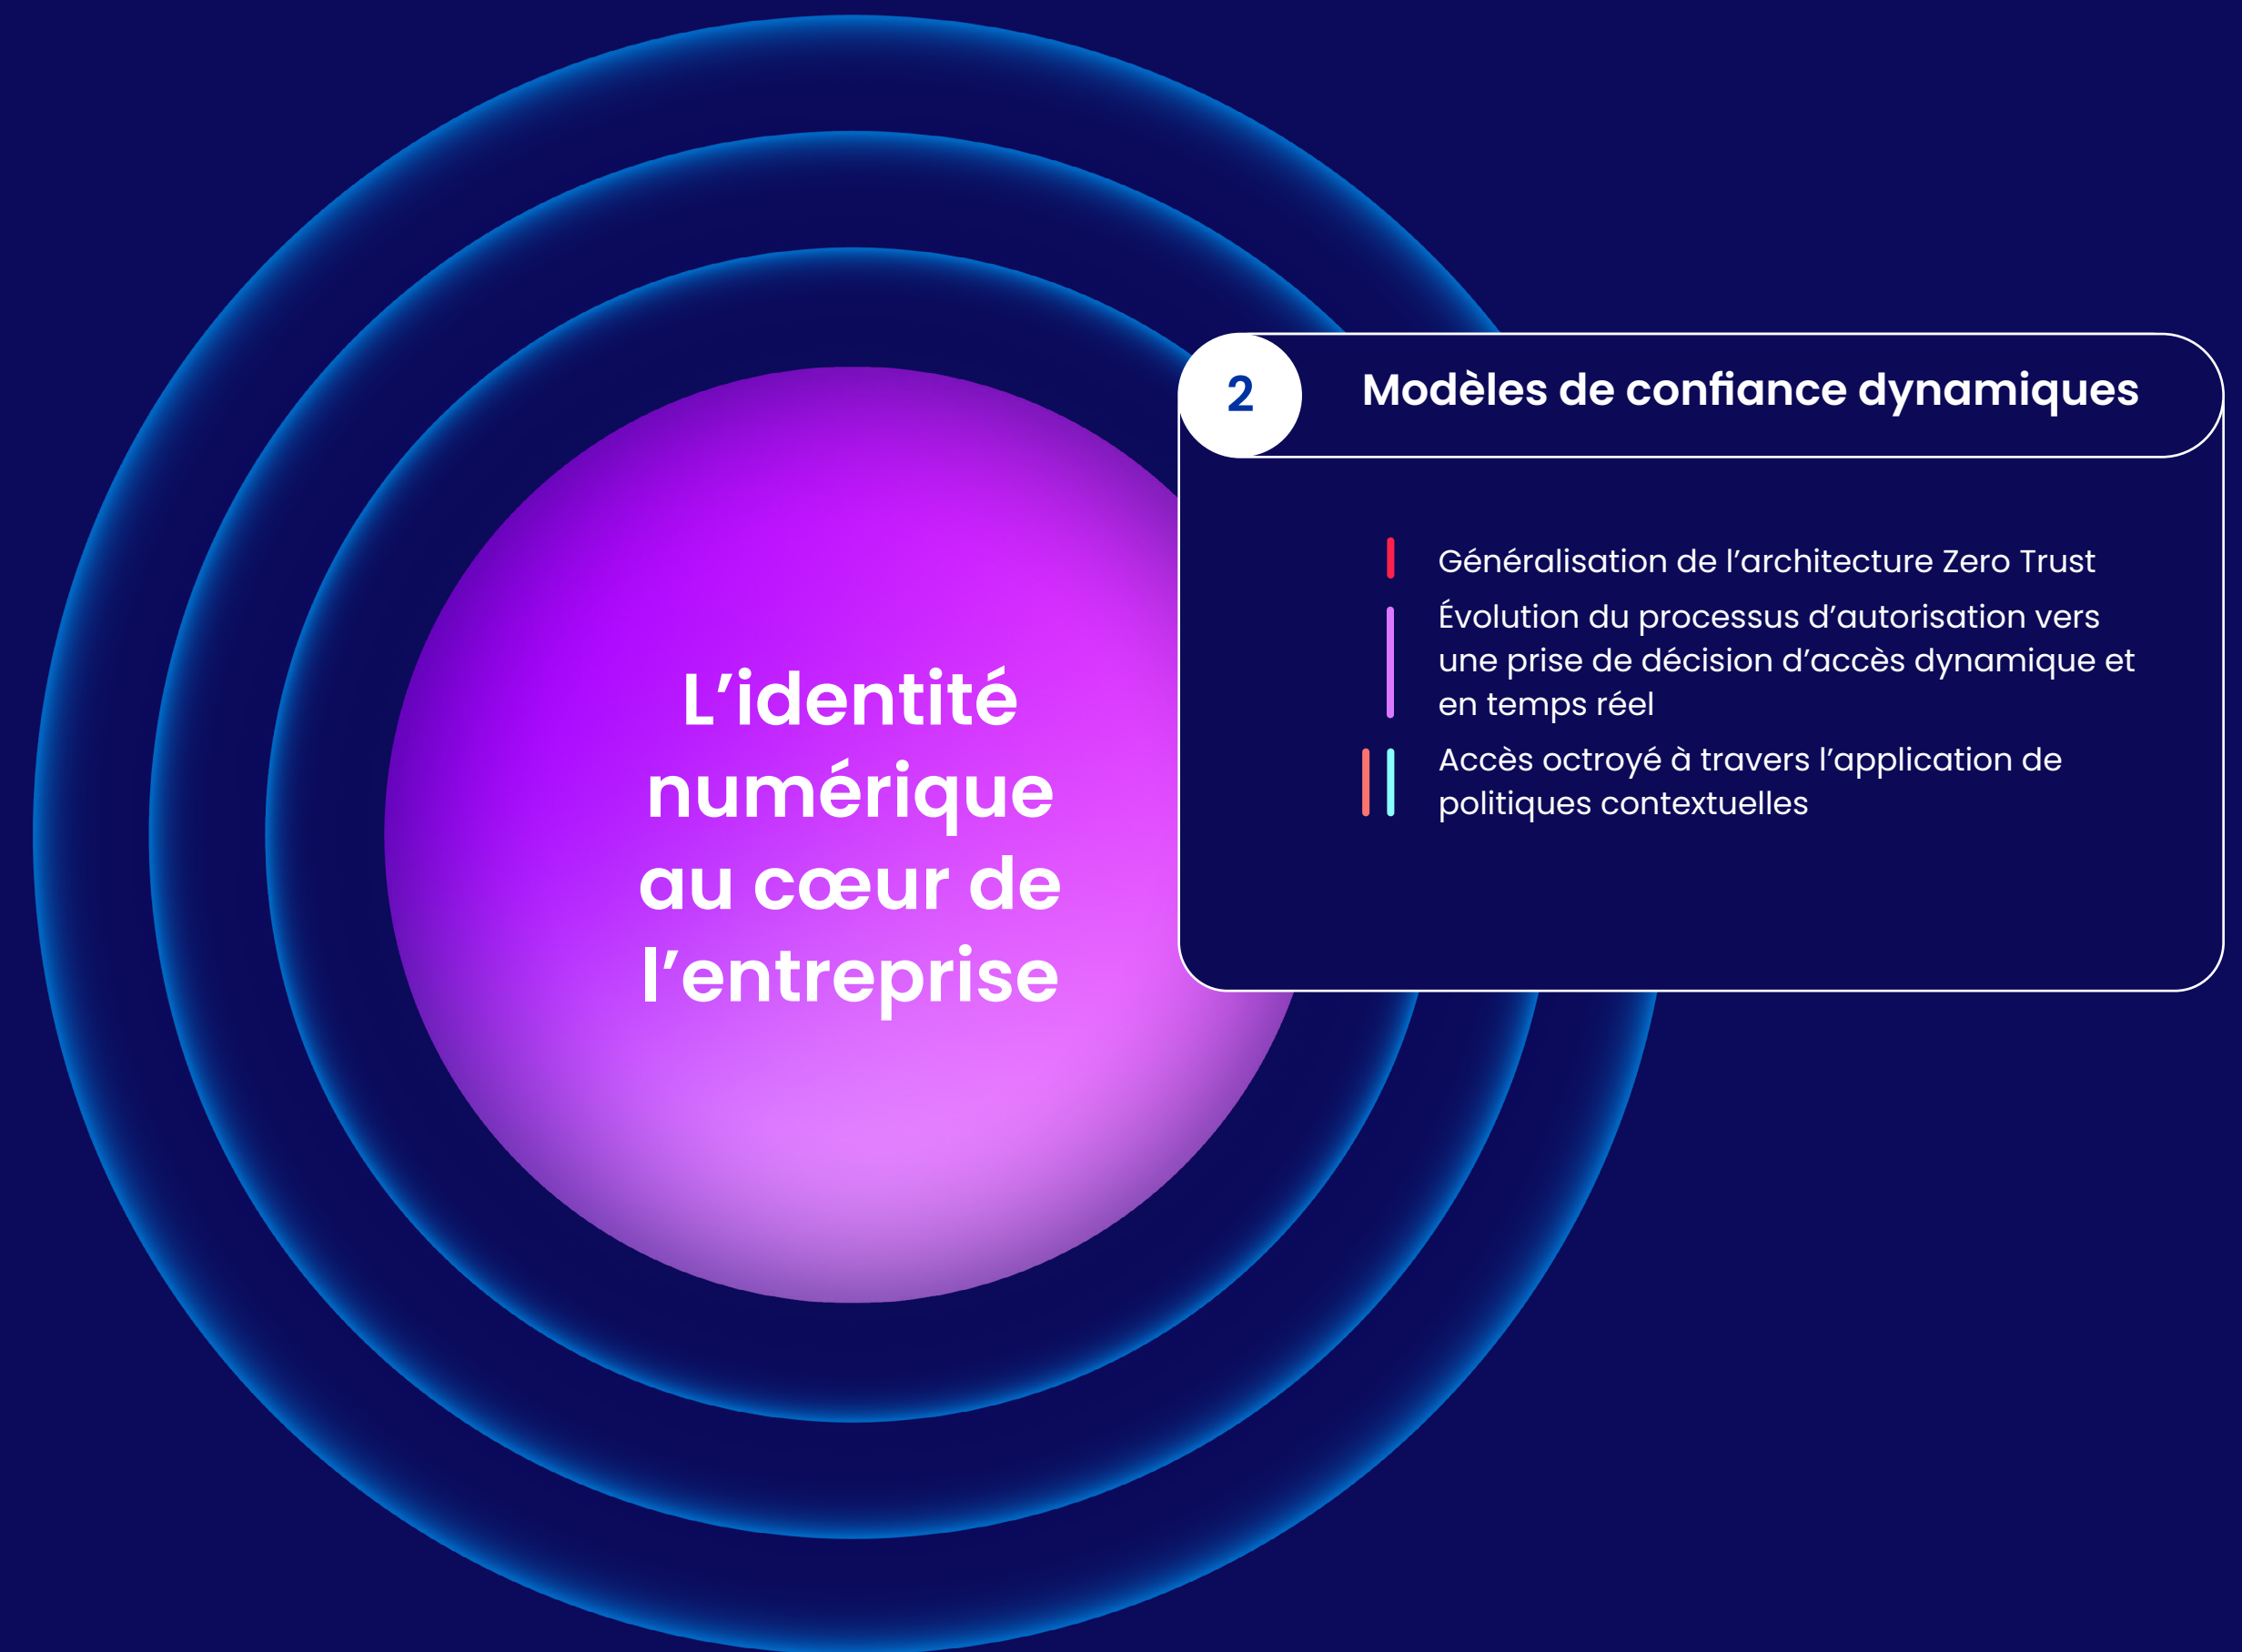 L’identité
numérique
au cœur de
l’entreprise
2
Modèles de confiance dynamiques
Généralisation de l’architecture Zero Trust
Évolution du processus d’autorisation vers
une prise de décision d’accès dynamique et
en temps réel
Accès octroyé à travers l’application de
politiques contextuelles